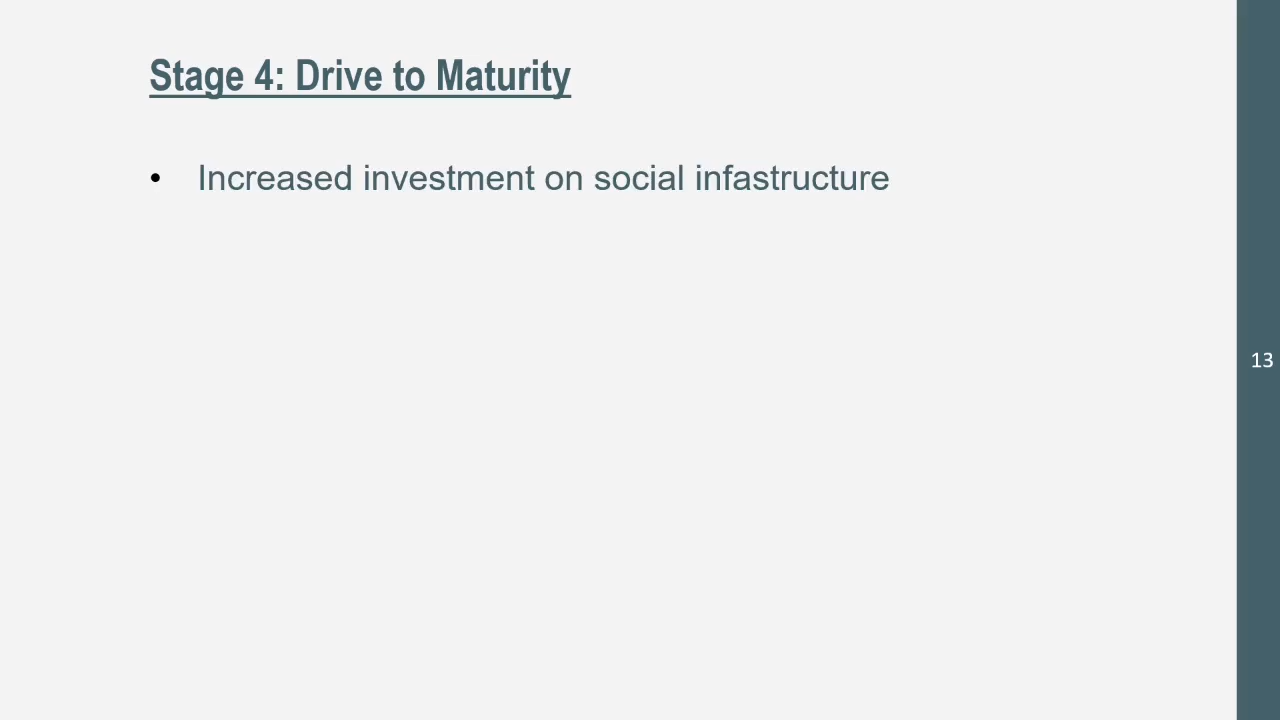 Stage 4: Drive to Maturity
• Increased investment on social infastructure
13